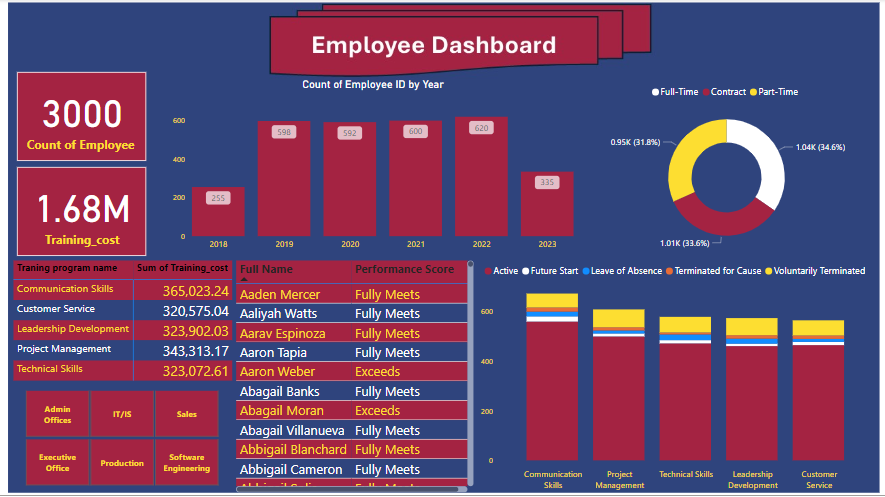 Employee Dashboard
3000
Count of Employee
1.68M
Training_cost
Count of Employee ID by Year
600
400
200
0
255
598
592
600
620
335
2018
2019
2020
2021
2022
2023
Full-Time
Contract
Part-Time
0.95K (31.8%)
1.04K (34.6%)
1.01K (33.6%)
Traning program name
Sum of Training_cost
Communication Skills
365,023.24
Customer Service
320,575.04
Leadership Development
323,902.03
Project Management
343,313.17
Technical Skills
323,072.61
Admin
Offices
IT/IS
Sales
Executive
Office
Production
Software
Engineering
Full Name
Performance Score
Aaden Mercer
Fully Meets
Aaliyah Watts
Fully Meets
Aarav Espinoza
Fully Meets
Aaron Tapia
Fully Meets
Aaron Weber
Exceeds
Abagail Banks
Fully Meets
Abagail Moran
Exceeds
Abagail Villanueva
Fully Meets
Abbigail Blanchard
Fully Meets
Abbigail Cameron
Fully Meets
Active
Future Start
Leave of Absence
Terminated for Cause
Voluntarily Terminated
600
400
200
0
Communication
Skills
Project
Management
Technical Skills
Leadership
Development
Customer
Service